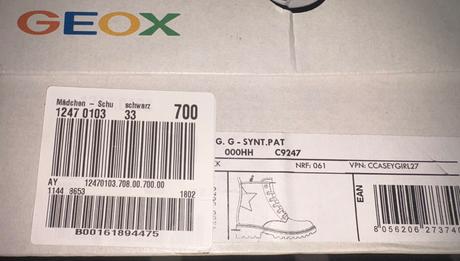 GEOX
Mädchen - Schu schwarz 700
1247 0103 33
AY 12470103.708.00.700.00
1144 8653 1802
B00161894475
G. G - SYNT.PAT
000HH C9247
NRF: 061 VPN: CCASEYGIRL27
EAN
8 056206 273740